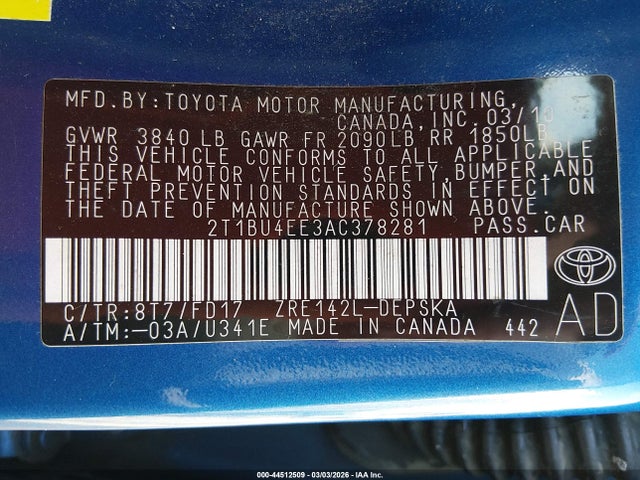 MFD. BY: TOYOTA MOTOR MANUFACTURING,
CANADA, INC. 03/10
GVWR 3840 LB GAWR FR 2090LB RR 1850LB
THIS VEHICLE CONFORMS TO ALL APPLICABLE
FEDERAL MOTOR VEHICLE SAFETY, BUMPER, AND
THEFT PREVENTION STANDARDS IN EFFECT ON
THE DATE OF MANUFACTURE SHOWN ABOVE.
2T1BU4EE3AC378281 PASS. CAR
C/TR: 8T7/FD17 ZRE142L-DEPSKA
A/TM: -03A/U341E MADE IN CANADA 442
AD
000-44512509 - 03/03/2026 - IAA Inc.